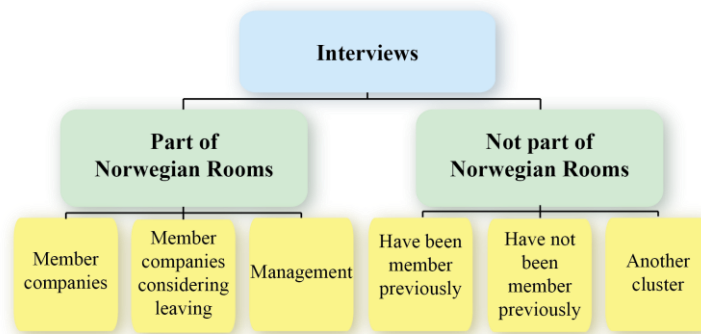 Interviews
Part of
Norwegian Rooms
Not part of
Norwegian Rooms
Member
companies
Member
companies
considering
leaving
Management
Have been
member
previously
Have not
been
member
previously
Another
cluster